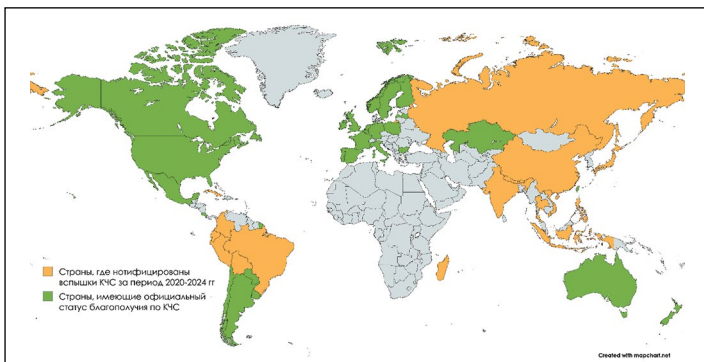 Страны, где нотифицированы
вспышки КЧС за период 2020-2024 гг
Страны, имеющие официальный
статус благополучия по КЧС
Created with mapchart.net